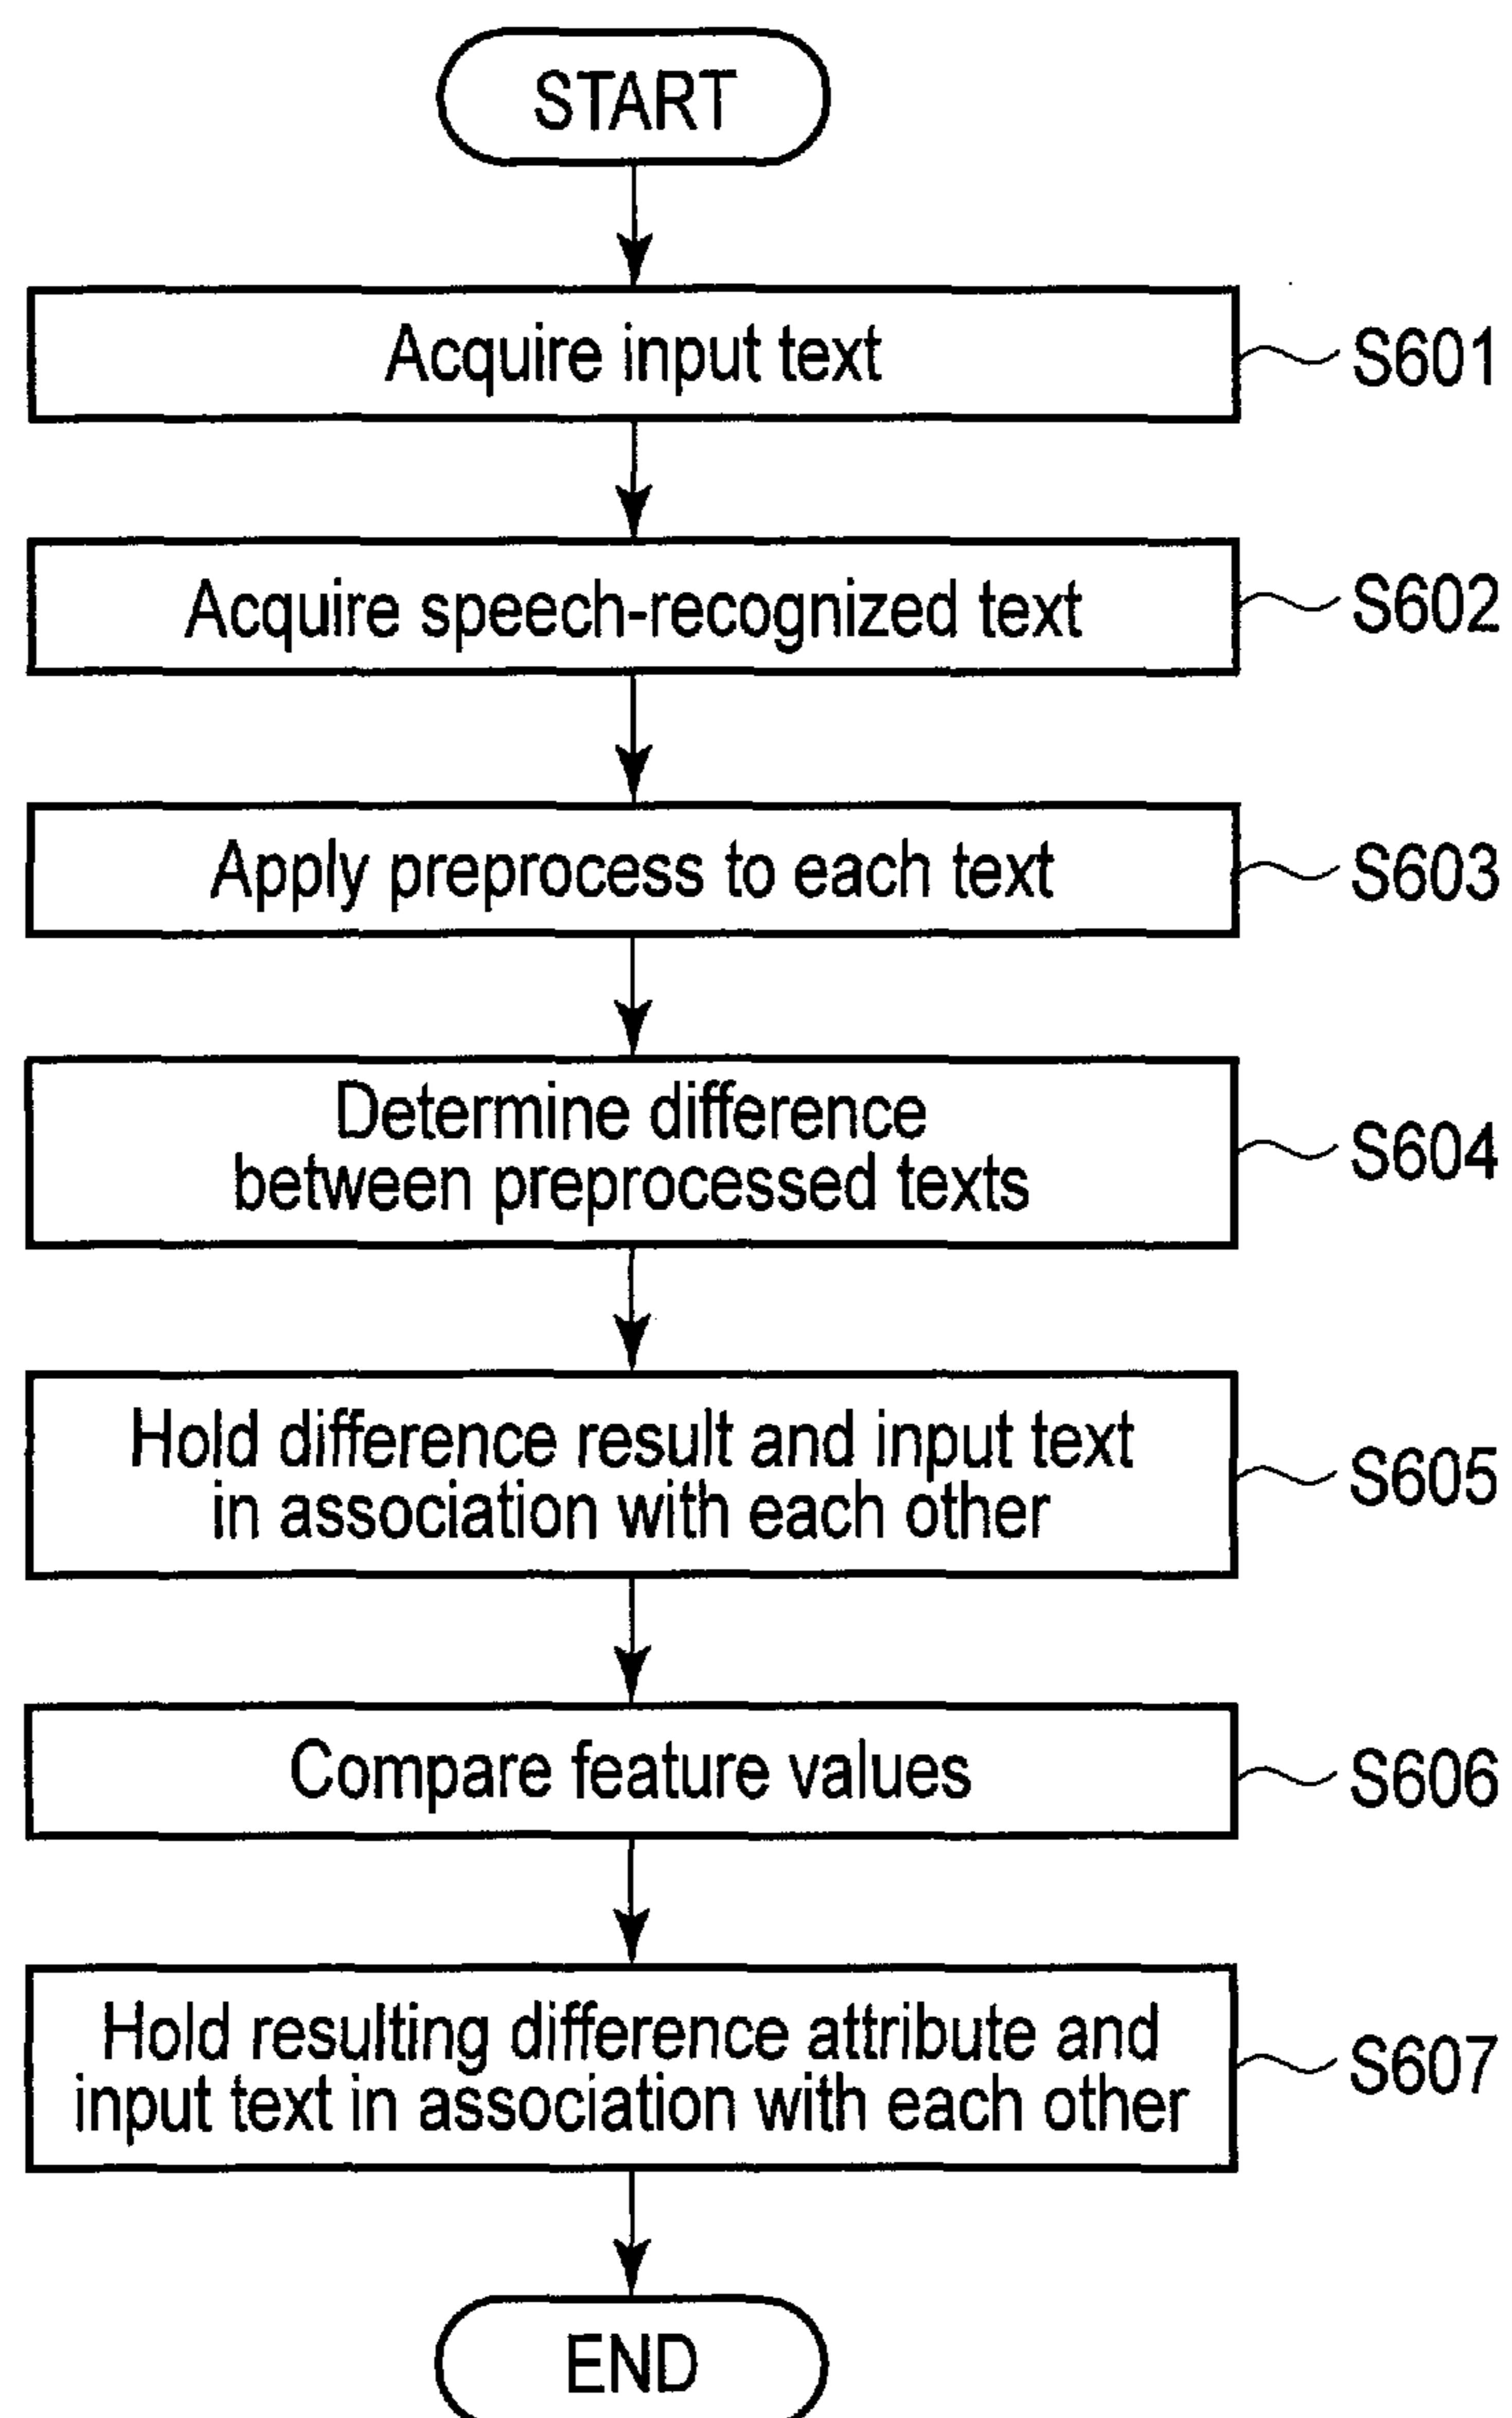 START
Acquire input text
S601
Acquire speech-recognized text
S602
Apply preprocess to each text
S603
Determine difference
between preprocessed texts
S604
Hold difference result and input text
in association with each other
S605
Compare feature values
S606
Hold resulting difference attribute and
input text in association with each other
S607
END